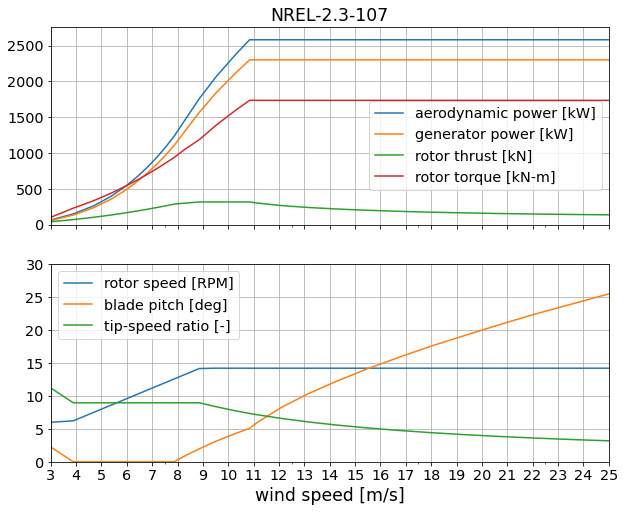 NREL-2.3-107
2500
2000
1500
1000
500
0
aerodynamic power [kW]
generator power [kW]
rotor thrust [kN]
rotor torque [kN-m]
30
25
20
15
10
5
0
rotor speed [RPM]
blade pitch [deg]
tip-speed ratio [-]
3 4 5 6 7 8 9 10 11 12 13 14 15 16 17 18 19 20 21 22 23 24 25
wind speed [m/s]